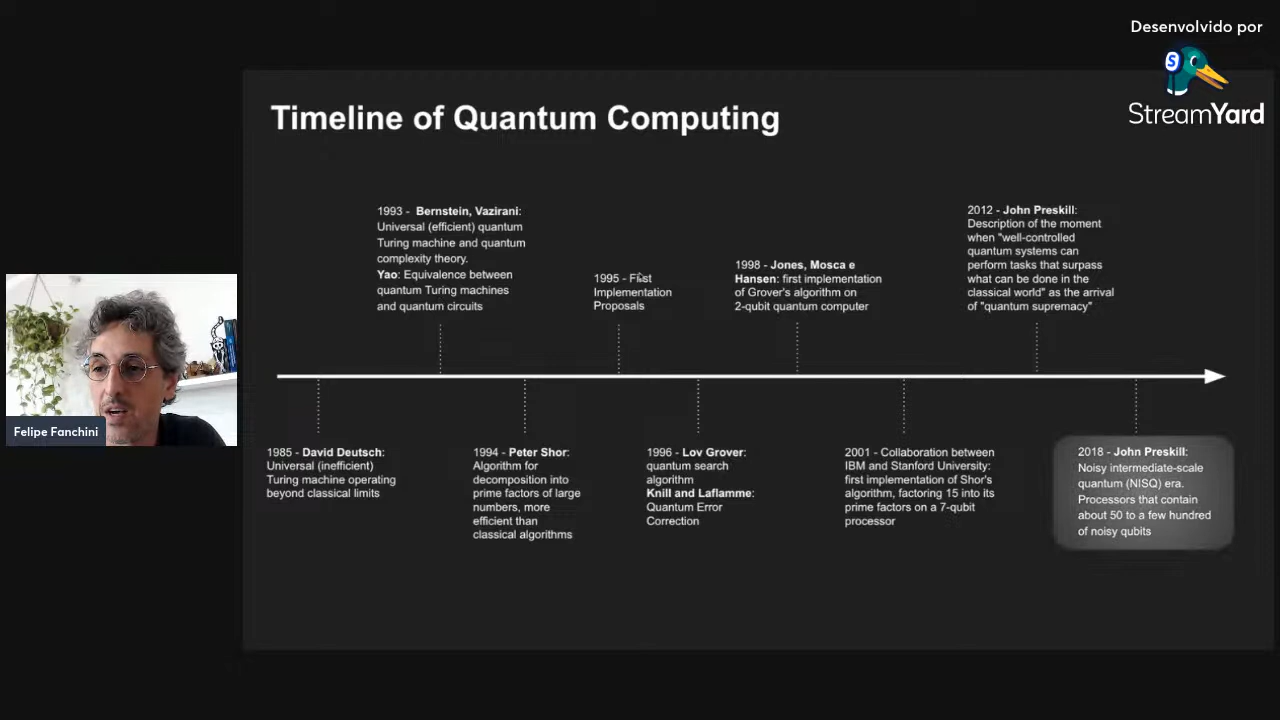 Desenvolvido por
StreamYard
Timeline of Quantum Computing
1993 - Bernstein, Vazirani:
Universal (efficient) quantum
Turing machine and quantum
complexity theory.
Yao: Equivalence between
quantum Turing machines
and quantum circuits
1995 - First
Implementation
Proposals
1998 - Jones, Mosca e
Hansen: first implementation
of Grover's algorithm on
2-qubit quantum computer
2012 - John Preskill:
Description of the moment
when "well-controlled
quantum systems can
perform tasks that surpass
what can be done in the
classical world" as the arrival
of "quantum supremacy"
Felipe Fanchini
1985 - David Deutsch:
Universal (inefficient)
Turing machine operating
beyond classical limits
1994 - Peter Shor:
Algorithm for
decomposition into
prime factors of large
numbers, more
efficient than
classical algorithms
1996 - Lov Grover:
quantum search
algorithm
Knill and Laflamme:
Quantum Error
Correction
2001 - Collaboration between
IBM and Stanford University:
first implementation of Shor's
algorithm, factoring 15 into its
prime factors on a 7-qubit
processor
2018 - John Preskill:
Noisy intermediate-scale
quantum (NISQ) era.
Processors that contain
about 50 to a few hundred
of noisy qubits